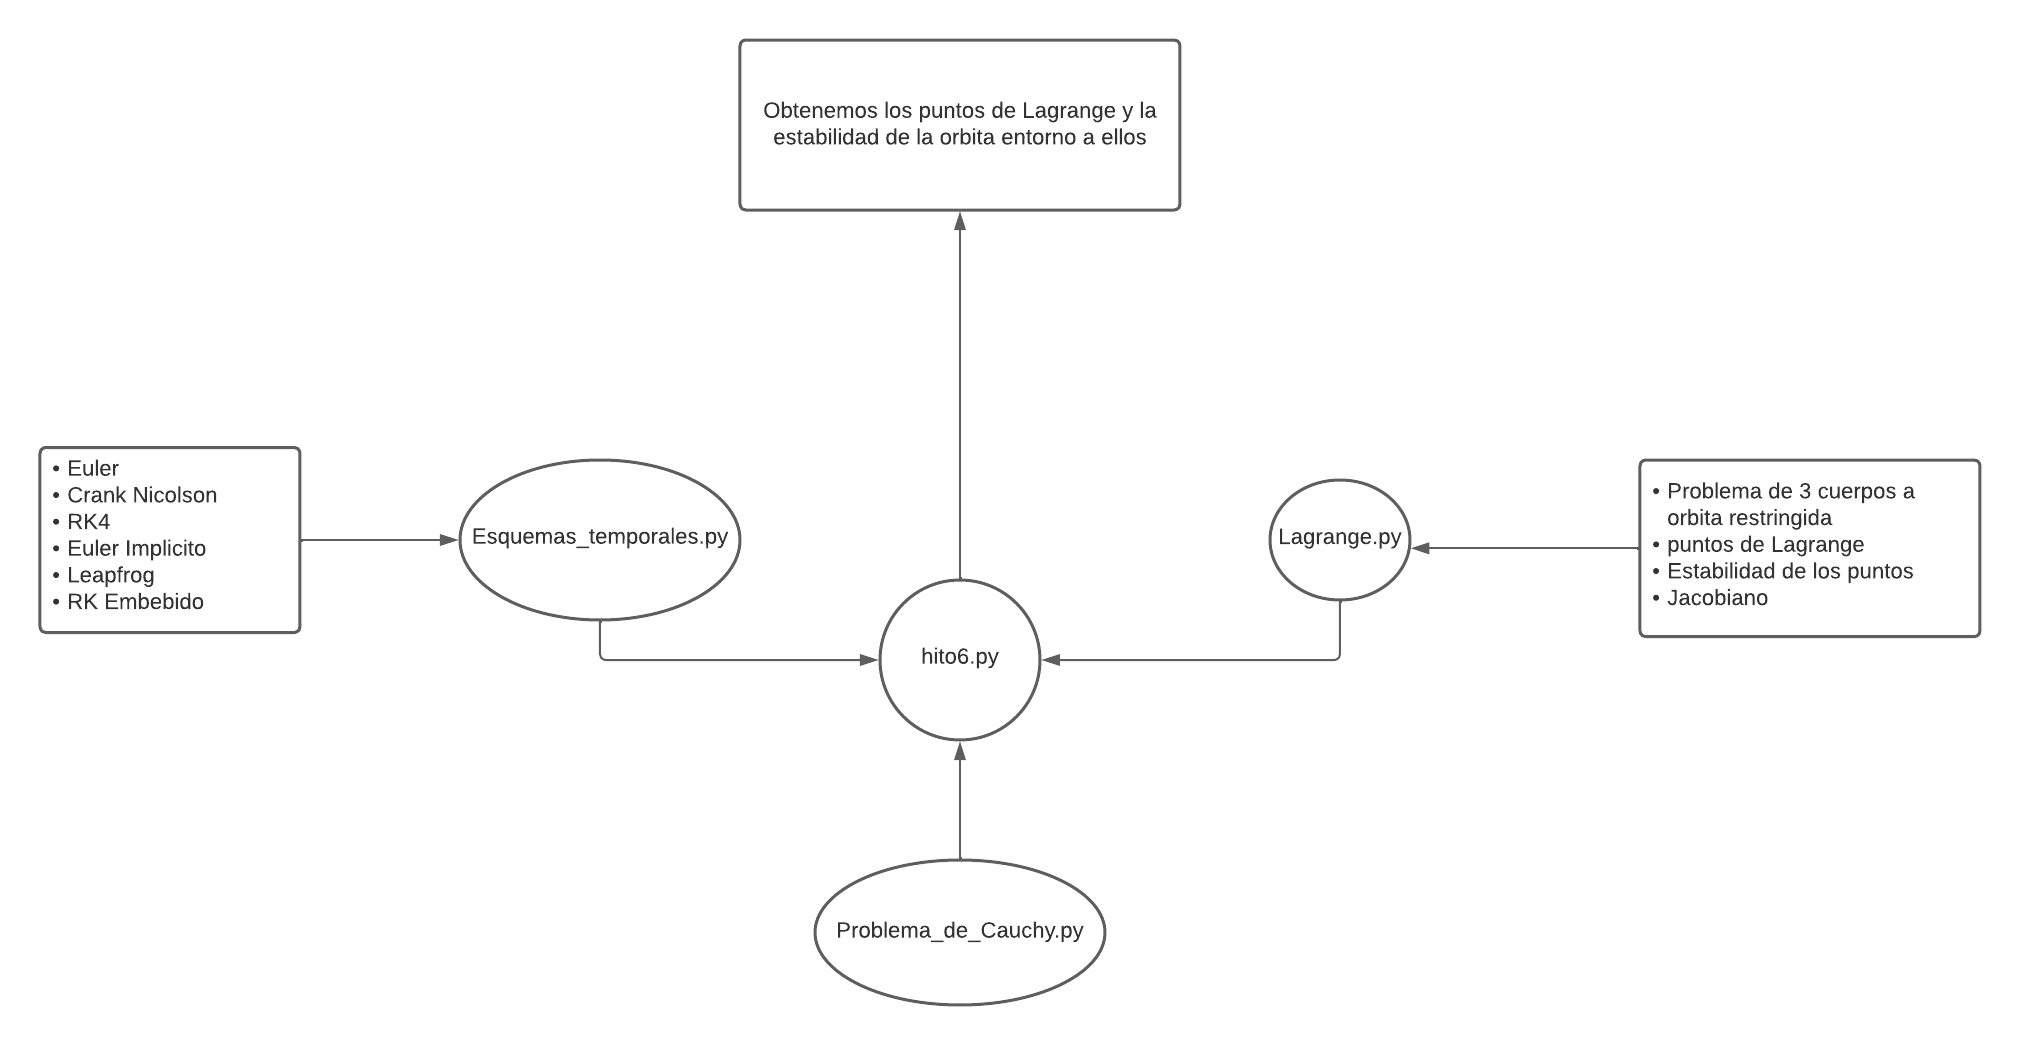 Obtenemos los puntos de Lagrange y la
estabilidad de la orbita entorno a ellos
• Euler
• Crank Nicolson
• RK4
• Euler Implicito
• Leapfrog
• RK Embebido
Esquemas_temporales.py
Lagrange.py
• Problema de 3 cuerpos a
orbita restringida
• puntos de Lagrange
• Estabilidad de los puntos
• Jacobiano
hito6.py
Problema_de_Cauchy.py